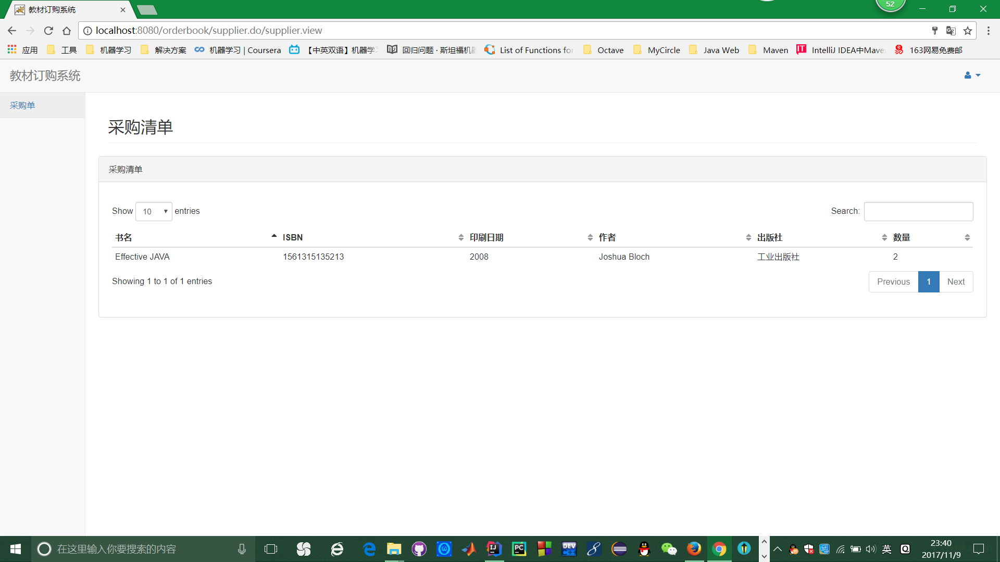 教材订购系统
52
localhost:8080/orderbook/supplier.do/supplier.view
应用 工具 机器学习 解决方案 机器学习 | Coursera 【中英双语】机器学 回归问题 · 斯坦福机器 List of Functions for Octave MyCircle Java Web Maven IntelliJ IDEA中Mave 163网易免费邮
教材订购系统
采购单
采购清单
采购清单
Show 10 entries
Search:
书名 ISBN 印刷日期 作者 出版社 数量
Effective JAVA 1561315135213 2008 Joshua Bloch 工业出版社 2
Showing 1 to 1 of 1 entries
Previous 1 Next
在这里输入你要搜索的内容
IJ
PC
DEV
英
23:40
2017/11/9